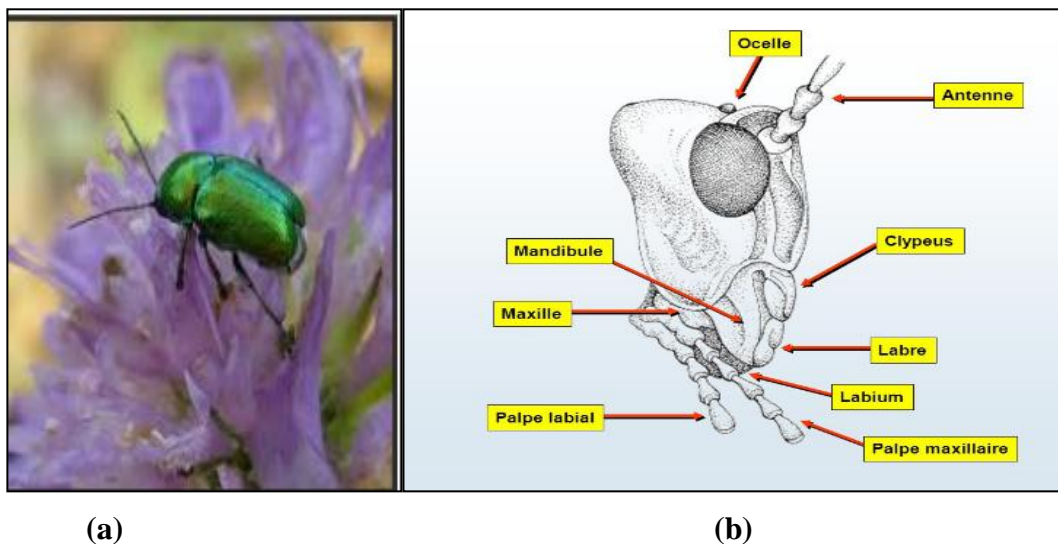 Ocelle
Antenne
Clypeus
Mandibule
Maxille
Labre
Labium
Palpe labial
Palpe maxillaire
(a)
(b)